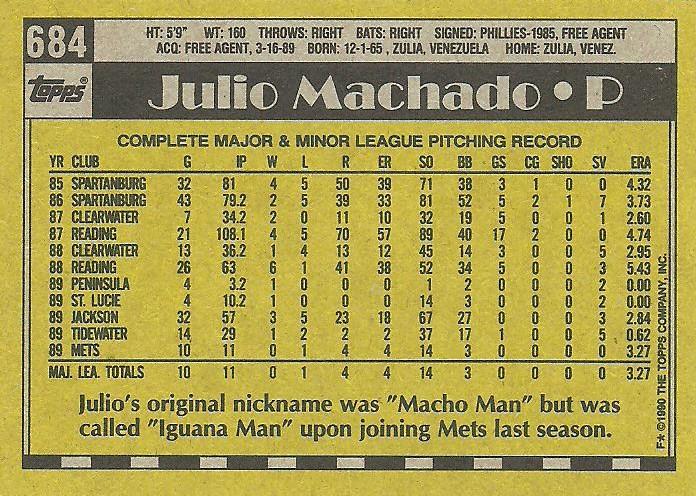 684
HT: 5'9" WT: 160 THROWS: RIGHT BATS: RIGHT SIGNED: PHILLIES-1985, FREE AGENT
ACQ: FREE AGENT, 3-16-89 BORN: 12-1-65 , ZULIA, VENEZUELA HOME: ZULIA, VENEZ.
TOPPS®
Julio Machado • P
COMPLETE MAJOR & MINOR LEAGUE PITCHING RECORD
YR CLUB G IP W L R ER SO BB GS CG SHO SV ERA
85 SPARTANBURG 32 81 4 5 50 39 71 38 3 1 0 0 4.32
86 SPARTANBURG 43 79.2 2 5 39 33 81 52 5 2 1 7 3.73
87 CLEARWATER 7 34.2 2 0 11 10 32 19 5 0 0 1 2.60
87 READING 21 108.1 4 5 70 57 89 40 17 2 0 0 4.74
88 CLEARWATER 13 36.2 1 4 13 12 45 14 3 0 0 5 2.95
88 READING 26 63 6 1 41 38 52 34 5 0 0 3 5.43
89 PENINSULA 4 3.2 1 0 0 0 1 2 0 0 0 2 0.00
89 ST. LUCIE 4 10.2 1 0 0 0 14 3 0 0 0 2 0.00
89 JACKSON 32 57 3 5 23 18 67 27 0 0 0 3 2.84
89 TIDEWATER 14 29 1 2 2 2 37 17 1 0 0 5 0.62
89 METS 10 11 0 1 4 4 14 3 0 0 0 0 3.27
MAJ. LEA. TOTALS 10 11 0 1 4 4 14 3 0 0 0 0 3.27
Julio's original nickname was "Macho Man" but was
called "Iguana Man" upon joining Mets last season.
F★ ©1990 THE TOPPS COMPANY, INC.